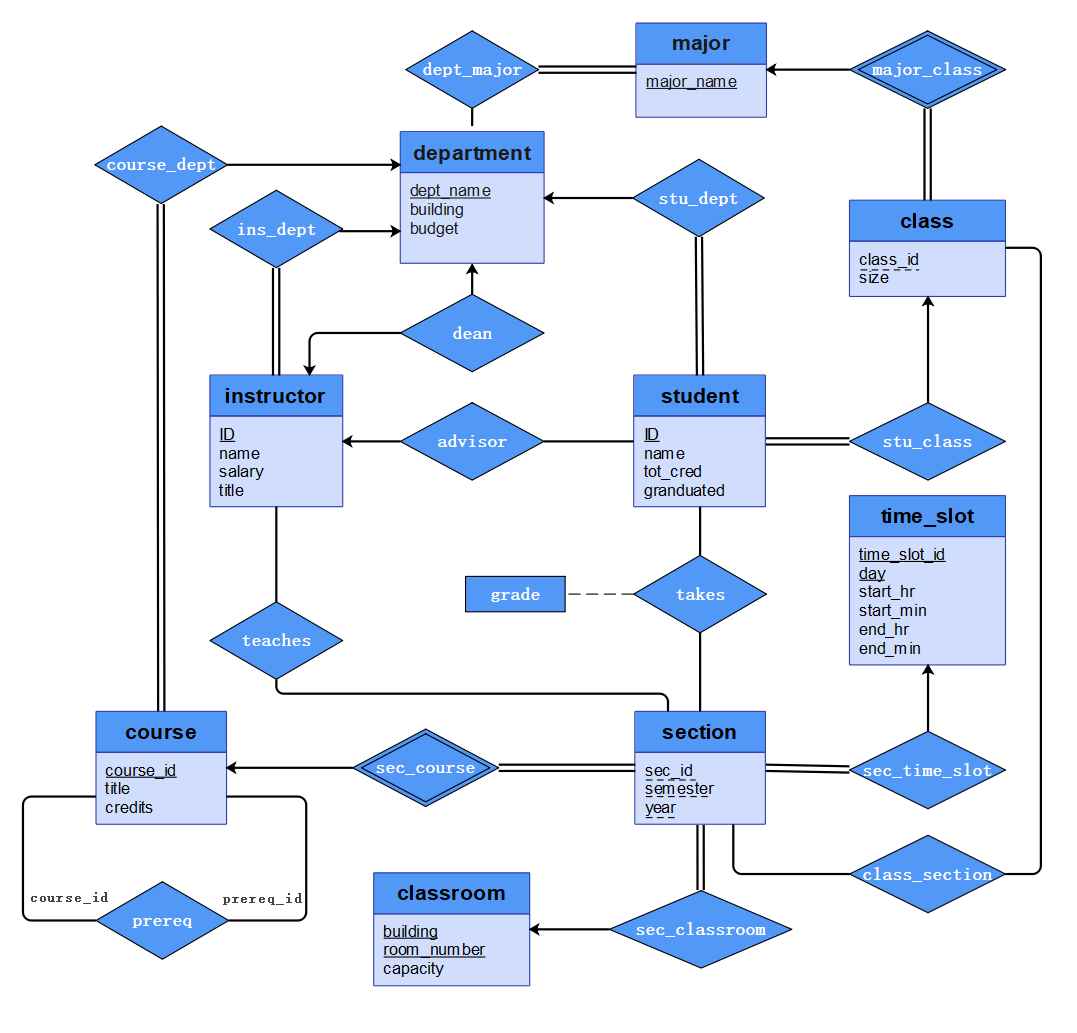 major
major_name
dept_major
major_class
department
dept_name
building
budget
course_dept
stu_dept
ins_dept
class
class_id
size
dean
instructor
ID
name
salary
title
advisor
student
ID
name
tot_cred
granduated
stu_class
time_slot
time_slot_id
day
start_hr
start_min
end_hr
end_min
grade
takes
teaches
course
course_id
title
credits
sec_course
section
sec_id
semester
year
sec_time_slot
class_section
course_id
prereq_id
prereq
classroom
building
room_number
capacity
sec_classroom